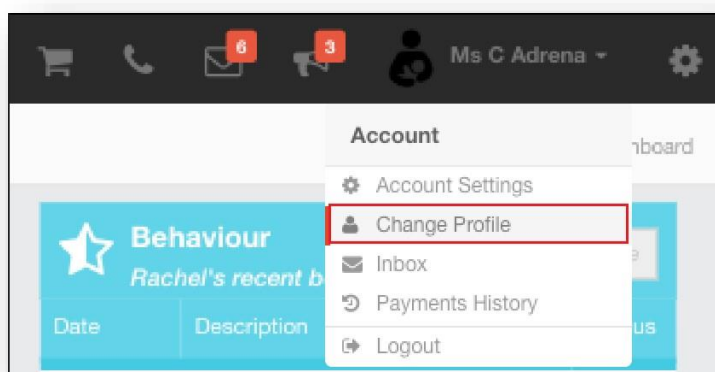 6
3
Ms C Adrena
Account
nboard
Account Settings
Change Profile
Behaviour
Inbox
Rachel's recent b
Payments History
Date
Description
us
Logout